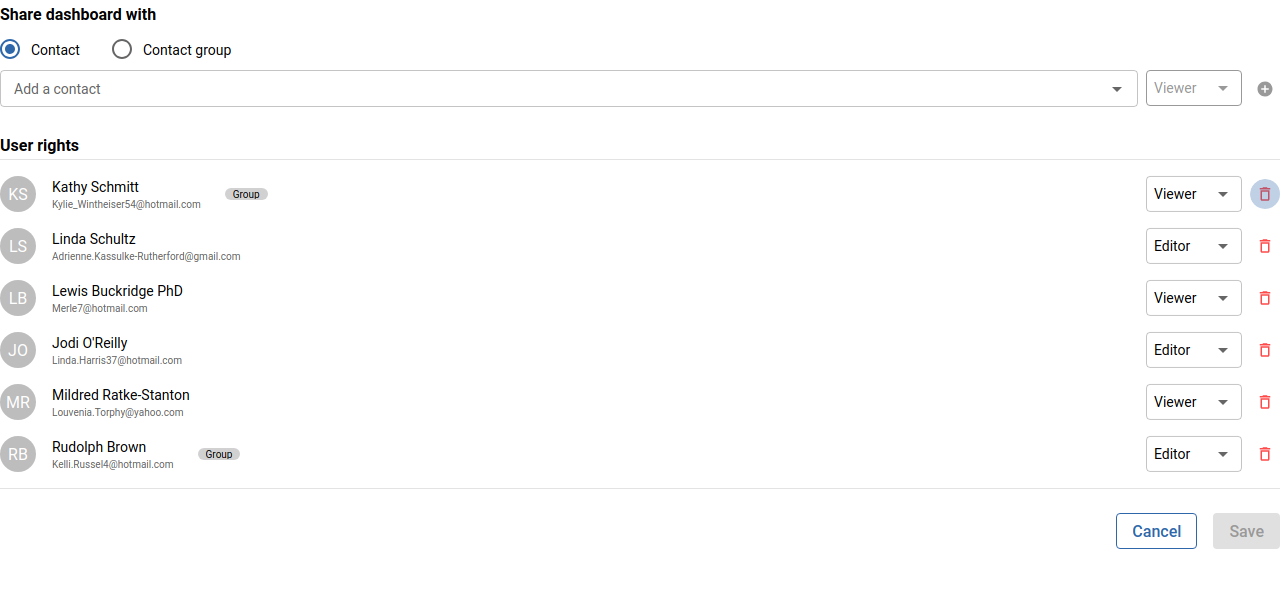 Share dashboard with
Contact
Contact group
Add a contact
Viewer
User rights
KS
Kathy Schmitt
Kylie_Wintheiser54@hotmail.com
Group
Viewer
LS
Linda Schultz
Adrienne.Kassulke-Rutherford@gmail.com
Editor
LB
Lewis Buckridge PhD
Merle7@hotmail.com
Viewer
JO
Jodi O'Reilly
Linda.Harris37@hotmail.com
Editor
MR
Mildred Ratke-Stanton
Louvenia.Torphy@yahoo.com
Viewer
RB
Rudolph Brown
Kelli.Russel4@hotmail.com
Group
Editor
Cancel
Save